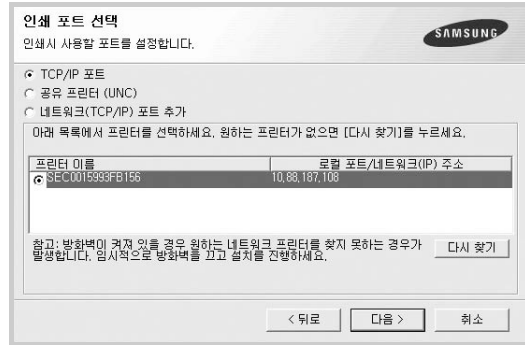 인쇄 포트 선택
인쇄시 사용할 포트를 설정합니다.
SAMSUNG
TCP/IP 포트
공유 프린터 (UNC)
네트워크(TCP/IP) 포트 추가
아래 목록에서 프린터를 선택하세요. 원하는 프린터가 없으면 [다시 찾기]를 누르세요.
프린터 이름 로컬 포트/네트워크(IP) 주소
SEC0015993FB156 10,88,187,108
참고: 방화벽이 켜져 있을 경우 원하는 네트워크 프린터를 찾지 못하는 경우가
발생합니다. 임시적으로 방화벽을 끄고 설치를 진행하세요.
다시 찾기
< 뒤로 다음 > 취소